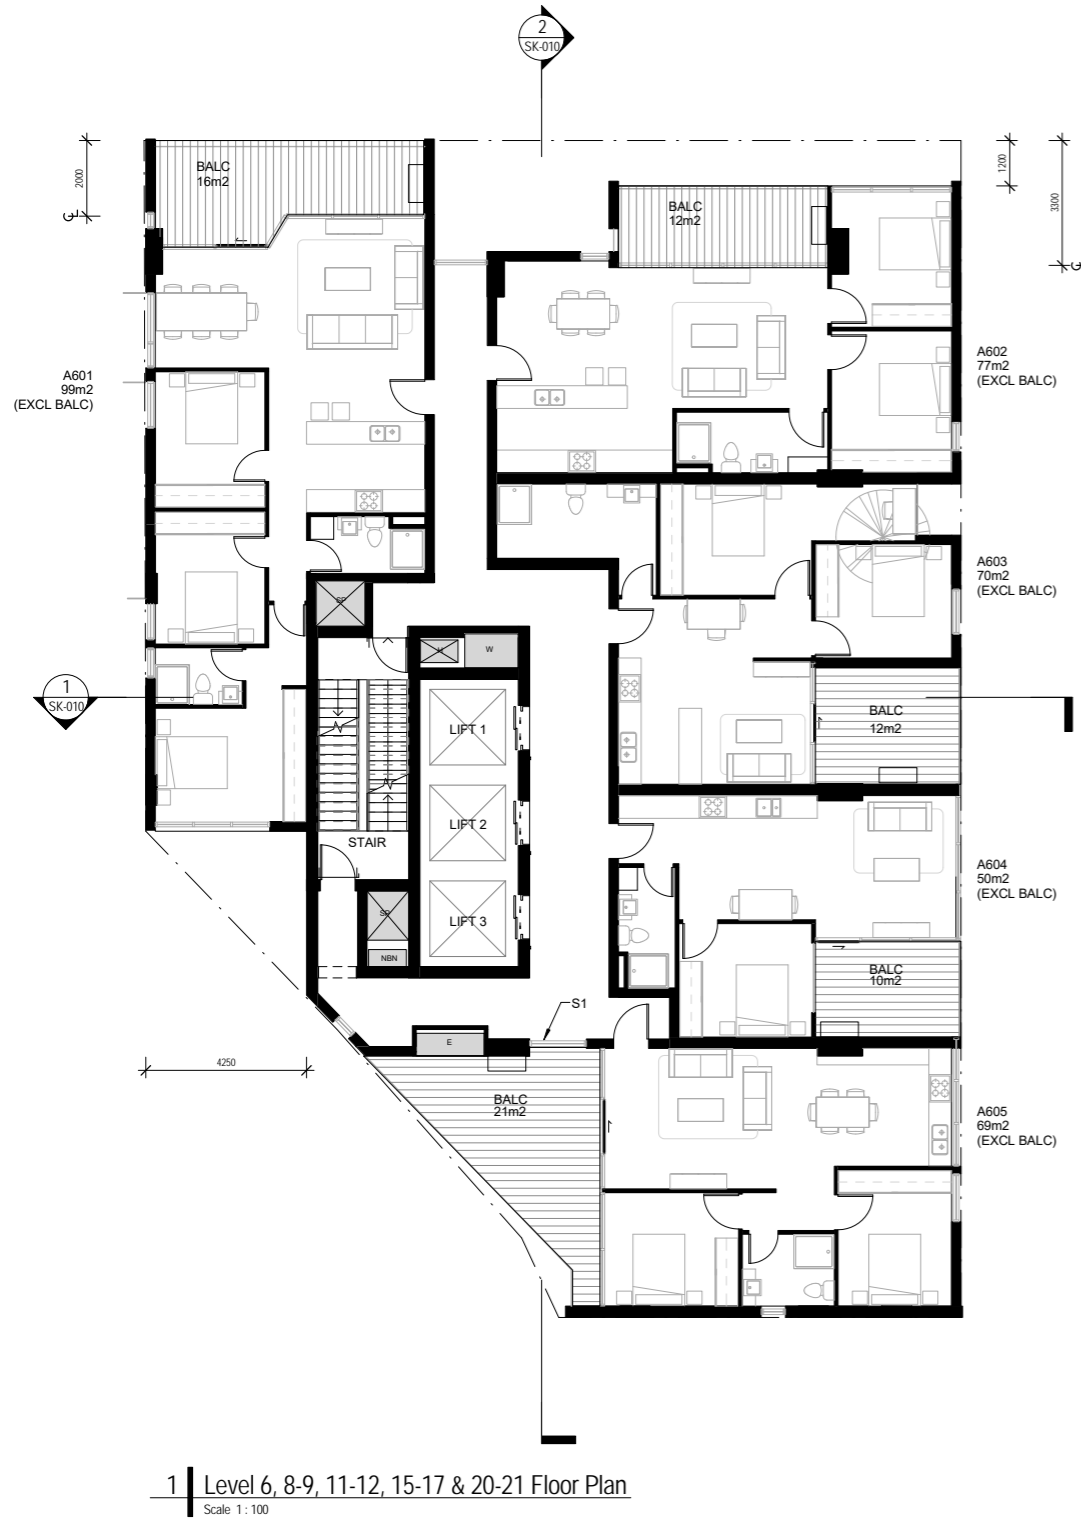 2
SK-010
2000
BALC
16m2
BALC
12m2
1200
3300
A601
99m2
(EXCL BALC)
A602
77m2
(EXCL BALC)
A603
70m2
(EXCL BALC)
W
1
SK-010
LIFT 1
BALC
12m2
LIFT 2
STAIR
A604
50m2
(EXCL BALC)
LIFT 3
NBN
BALC
10m2
S1
E
4250
BALC
21m2
A605
69m2
(EXCL BALC)
1 Level 6, 8-9, 11-12, 15-17 & 20-21 Floor Plan
Scale 1 : 100